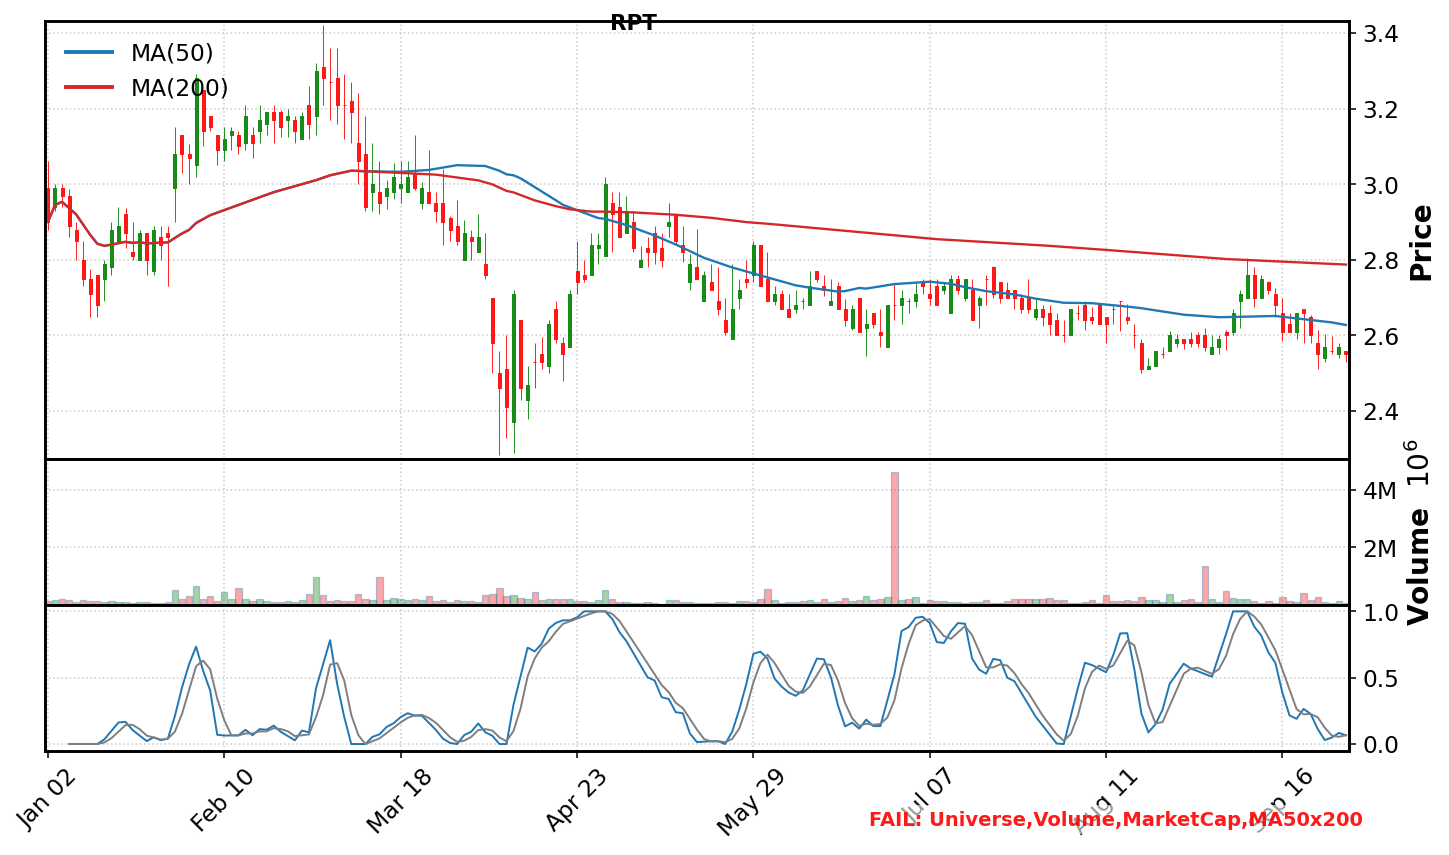 RPT
MA(50)
MA(200)
3.4
3.2
3.0
2.8
2.6
2.4
Price
4M
2M
Volume 10^6
1.0
0.5
0.0
Jan 02
Feb 10
Mar 18
Apr 23
May 29
Jul 07
Aug 11
Sep 16
FAIL: Universe,Volume,MarketCap,MA50x200